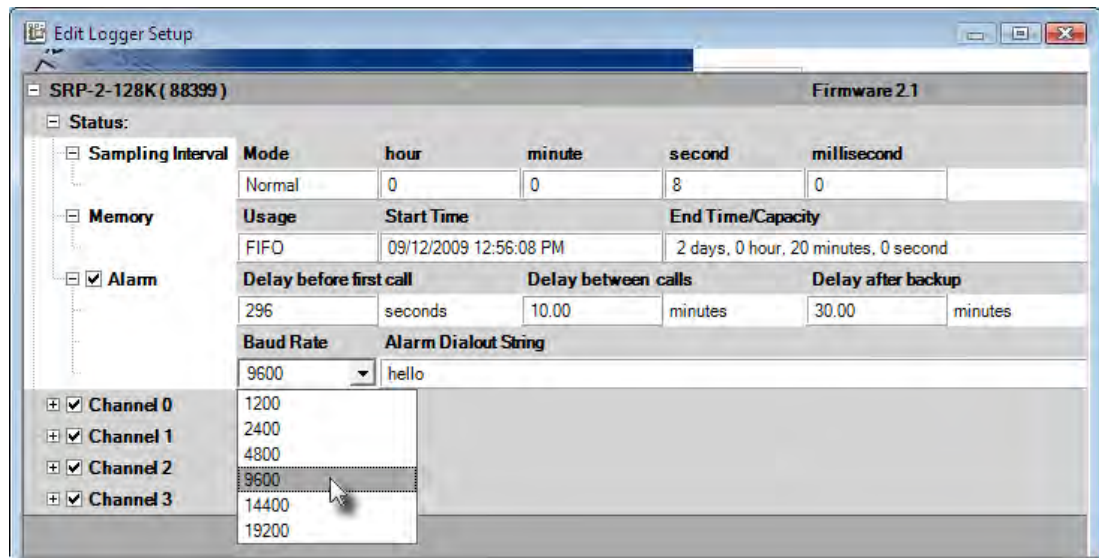 Edit Logger Setup
SRP-2-128K ( 88399 ) Firmware 2.1
Status:
Sampling Interval Mode hour minute second millisecond
Normal 0 0 8 0
Memory Usage Start Time End Time/Capacity
FIFO 09/12/2009 12:56:08 PM 2 days, 0 hour, 20 minutes, 0 second
Alarm Delay before first call Delay between calls Delay after backup
296 seconds 10.00 minutes 30.00 minutes
Baud Rate Alarm Dialout String
9600 hello
Channel 0 1200
Channel 1 2400
4800
Channel 2 9600
Channel 3 14400
19200